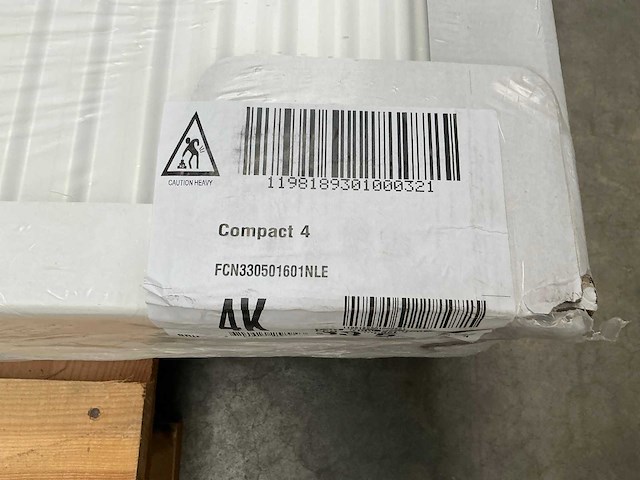 CAUTION HEAVY
1198189301000321
Compact 4
FCN330501601NLE
4K